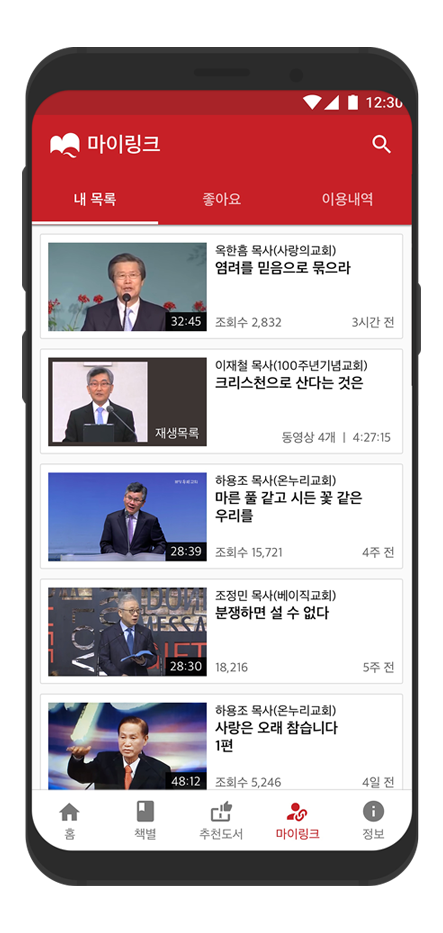 12:30
마이링크
내 목록
좋아요
이용내역
32:45
옥한흠 목사(사랑의교회)
염려를 믿음으로 묶으라
조회수 2,832
3시간 전
재생목록
이재철 목사(100주년기념교회)
크리스천으로 산다는 것은
동영상 4개 | 4:27:15
28:39
하용조 목사(온누리교회)
마른 풀 같고 시든 꽃 같은
우리를
조회수 15,721
4주 전
MESSA
28:30
조정민 목사(베이직교회)
분쟁하면 설 수 없다
18,216
5주 전
48:12
하용조 목사(온누리교회)
사랑은 오래 참습니다
1편
조회수 5,246
4일 전
홈
책별
추천도서
마이링크
정보